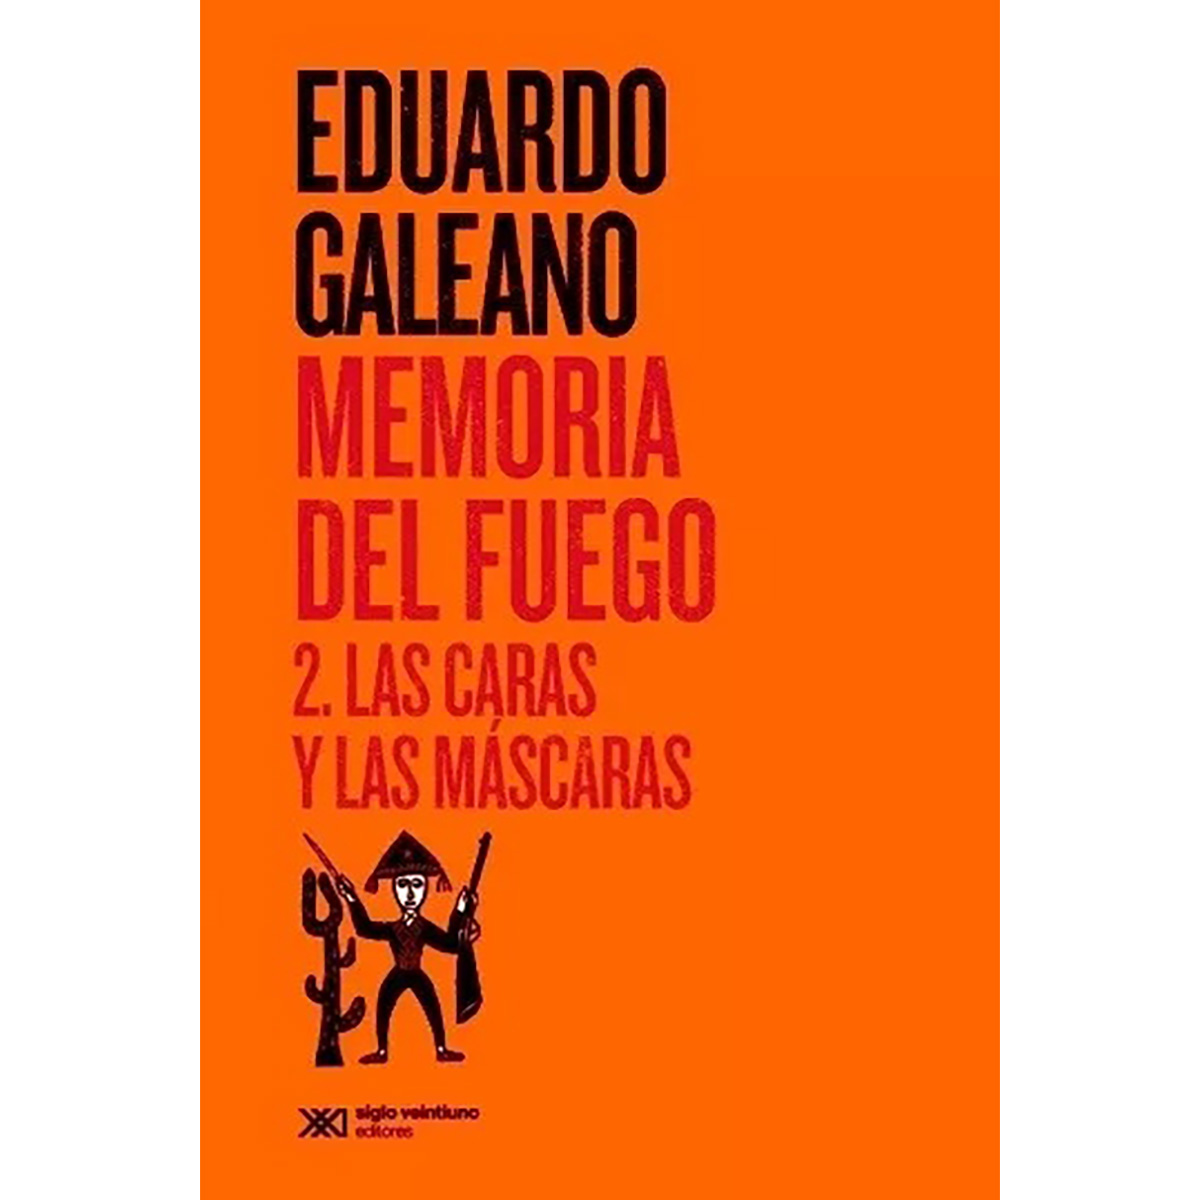 EDUARDO
GALEANO
MEMORIA
DEL FUEGO
2. LAS CARAS
Y LAS MÁSCARAS
siglo veintiuno
editores